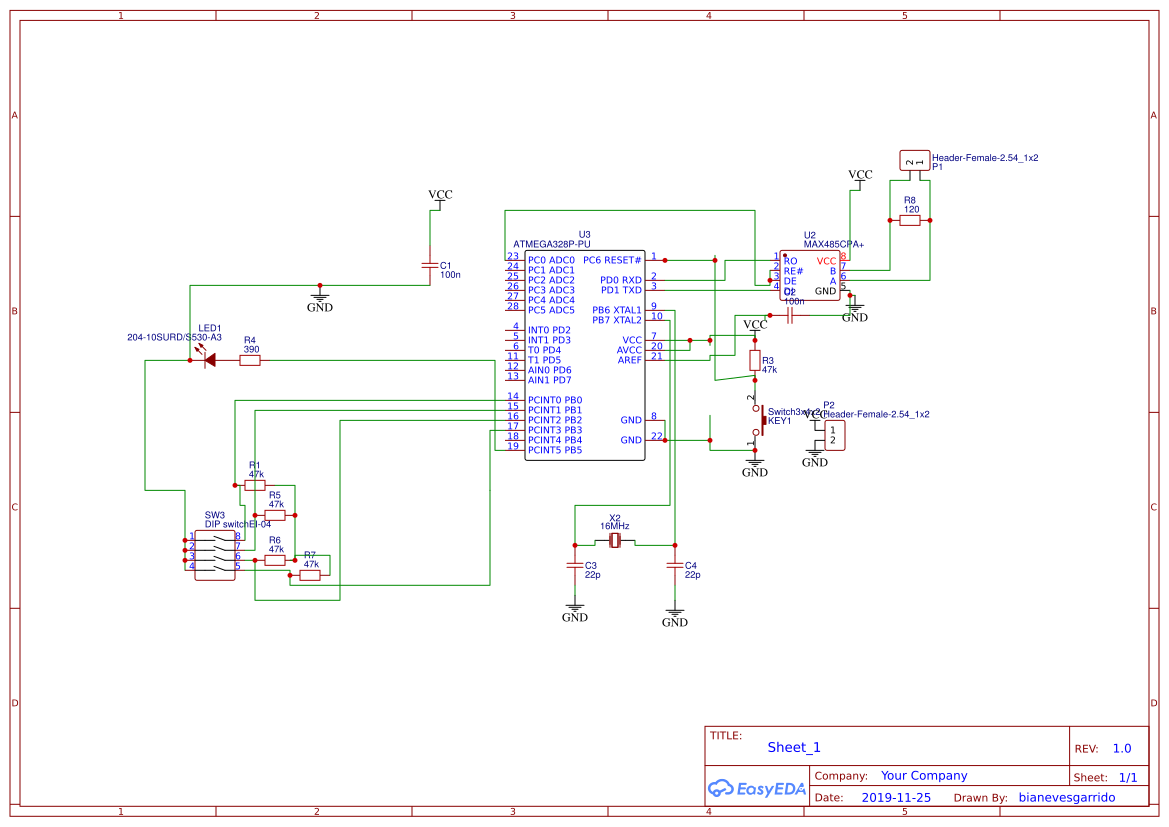 1 2 3 4 5
A A
B B
C C
D D
VCC
C1
100n
GND
LED1
204-10SURD/S530-A3
R4
390
U3
ATMEGA328P-PU
23 PC0 ADC0
24 PC1 ADC1
25 PC2 ADC2
26 PC3 ADC3
27 PC4 ADC4
28 PC5 ADC5
4 INT0 PD2
5 INT1 PD3
6 T0 PD4
11 T1 PD5
12 AIN0 PD6
13 AIN1 PD7
14 PCINT0 PB0
15 PCINT1 PB1
16 PCINT2 PB2
17 PCINT3 PB3
18 PCINT4 PB4
19 PCINT5 PB5
PC6 RESET# 1
PD0 RXD 2
PD1 TXD 3
PB6 XTAL1 9
PB7 XTAL2 10
VCC 7
AVCC 20
AREF 21
GND 8
GND 22
VCC
2 1
Header-Female-2.54_1x2
P1
R8
120
U2
MAX485CPA+
1 RO VCC 8
2 RE# B 7
3 DE A 6
4 DI GND 5
C2
100n
GND
VCC
R3
47k
2
Switch3x6x2
KEY1
1
GND
P2
Header-Female-2.54_1x2
VCC
1
2
GND
R1
47k
R5
47k
SW3
DIP switchEI-04
1 8
2 7
3 6
4 5
R6
47k
R7
47k
X2
16MHz
C3
22p
GND
C4
22p
GND
TITLE:
Sheet_1
REV: 1.0
EasyEDA
Company: Your Company
Sheet: 1/1
Date: 2019-11-25 Drawn By: bianevesgarrido
1 2 3 4 5